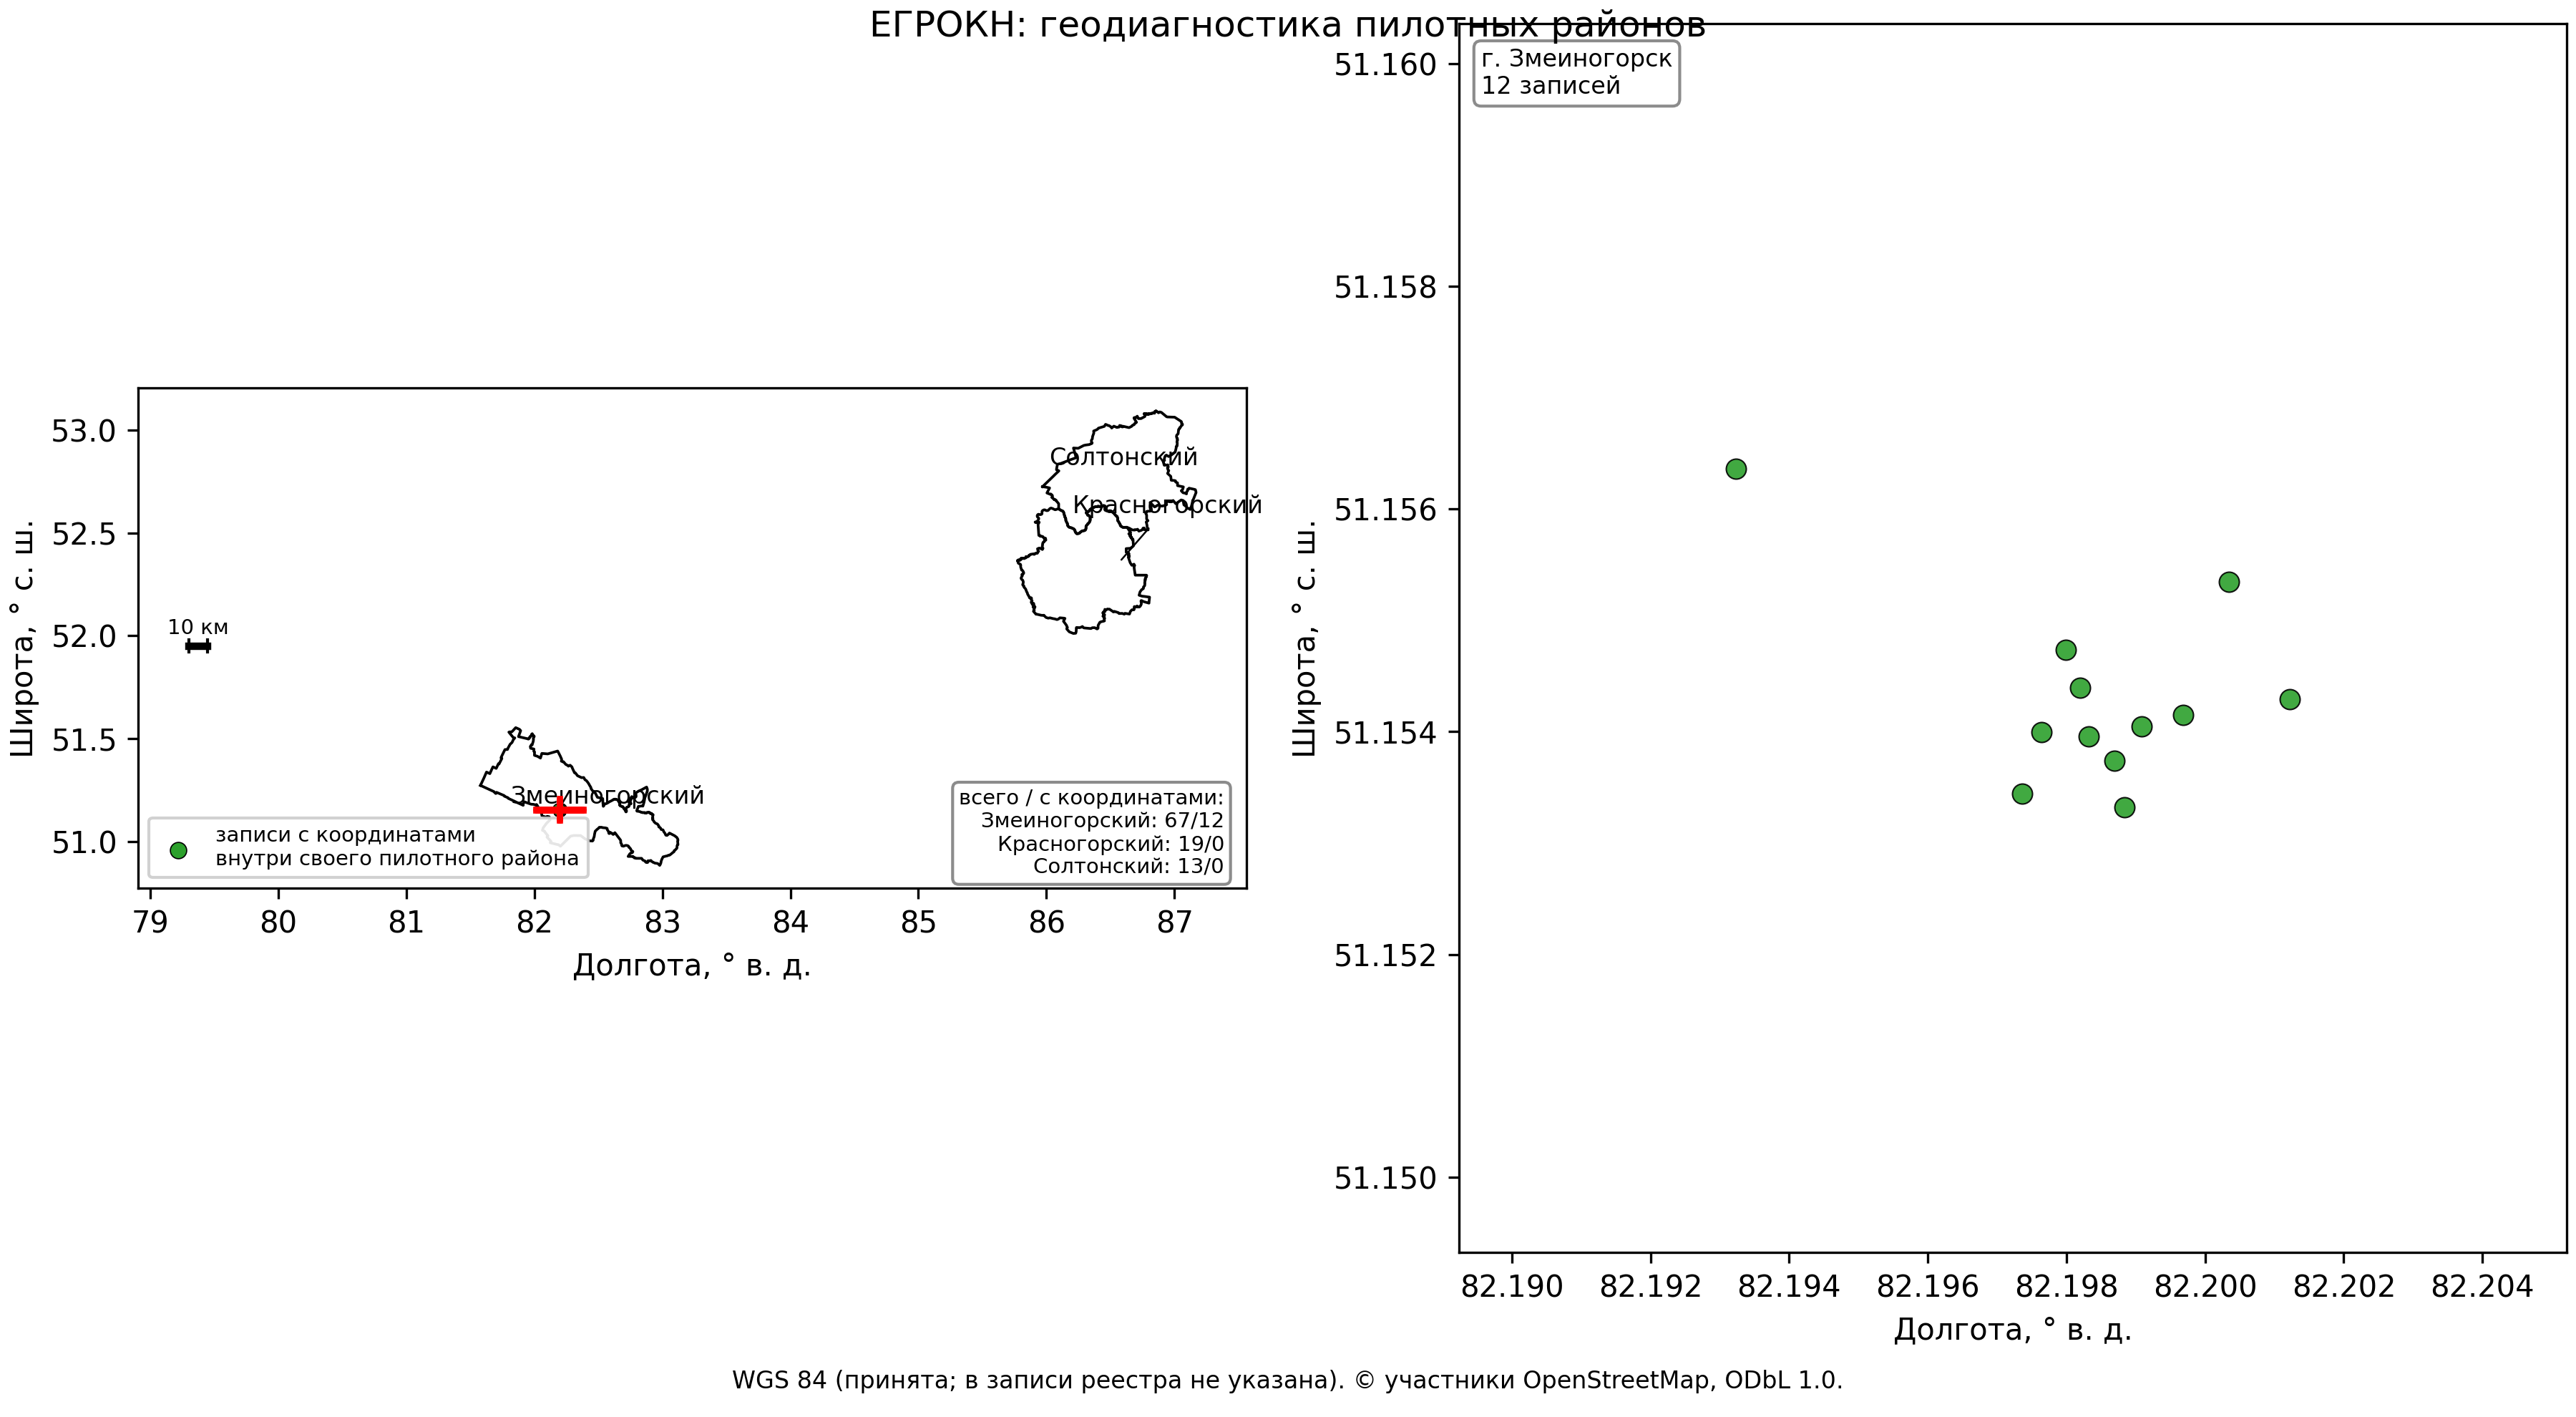 ЕГРОКН: геодиагностика пилотных районов
53.0
52.5
52.0
51.5
51.0
Широта, ° с. ш.
Солтонский
Красногорский
10 км
Змеиногорский
записи с координатами
внутри своего пилотного района
всего / с координатами:
Змеиногорский: 67/12
Красногорский: 19/0
Солтонский: 13/0
79 80 81 82 83 84 85 86 87
Долгота, ° в. д.
г. Змеиногорск
12 записей
51.160
51.158
51.156
51.154
51.152
51.150
Широта, ° с. ш.
82.190 82.192 82.194 82.196 82.198 82.200 82.202 82.204
Долгота, ° в. д.
WGS 84 (принята; в записи реестра не указана). © участники OpenStreetMap, ODbL 1.0.